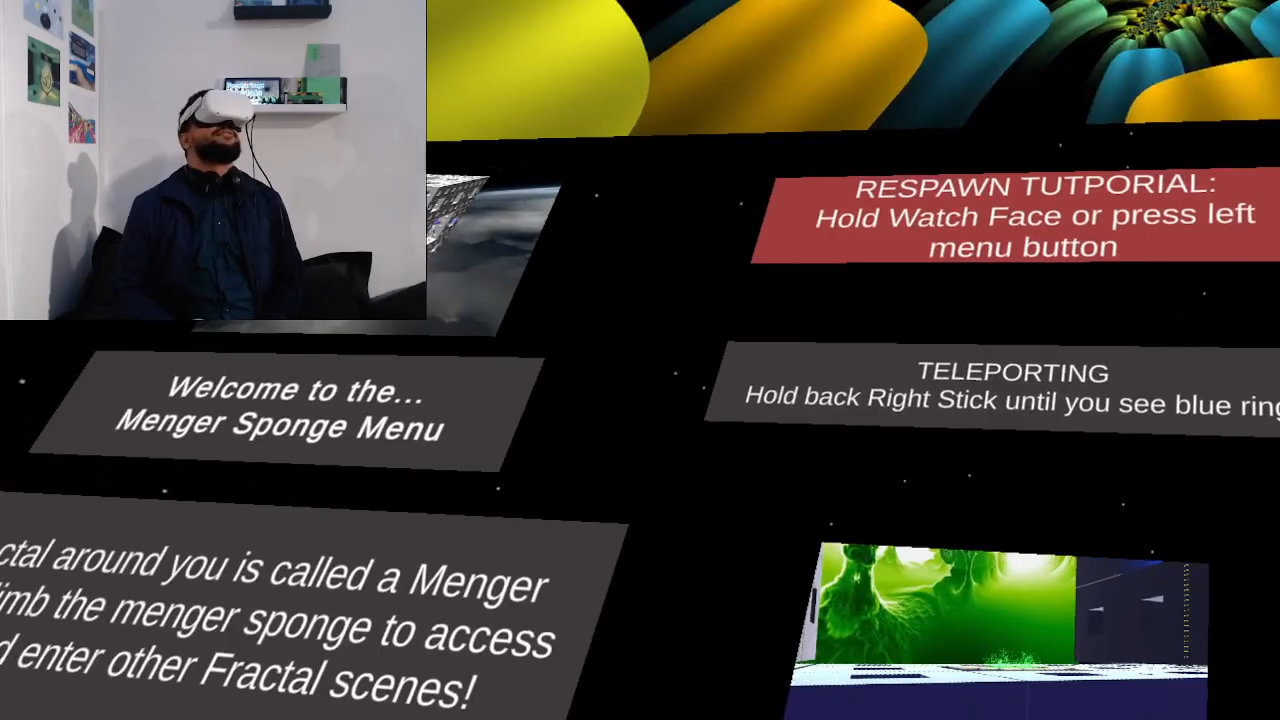 RESPAWN TUTPORIAL:
Hold Watch Face or press left
menu button
Welcome to the...
Menger Sponge Menu
TELEPORTING
Hold back Right Stick until you see blue ring
around you is called a Menger
the menger sponge to access
enter other Fractal scenes!